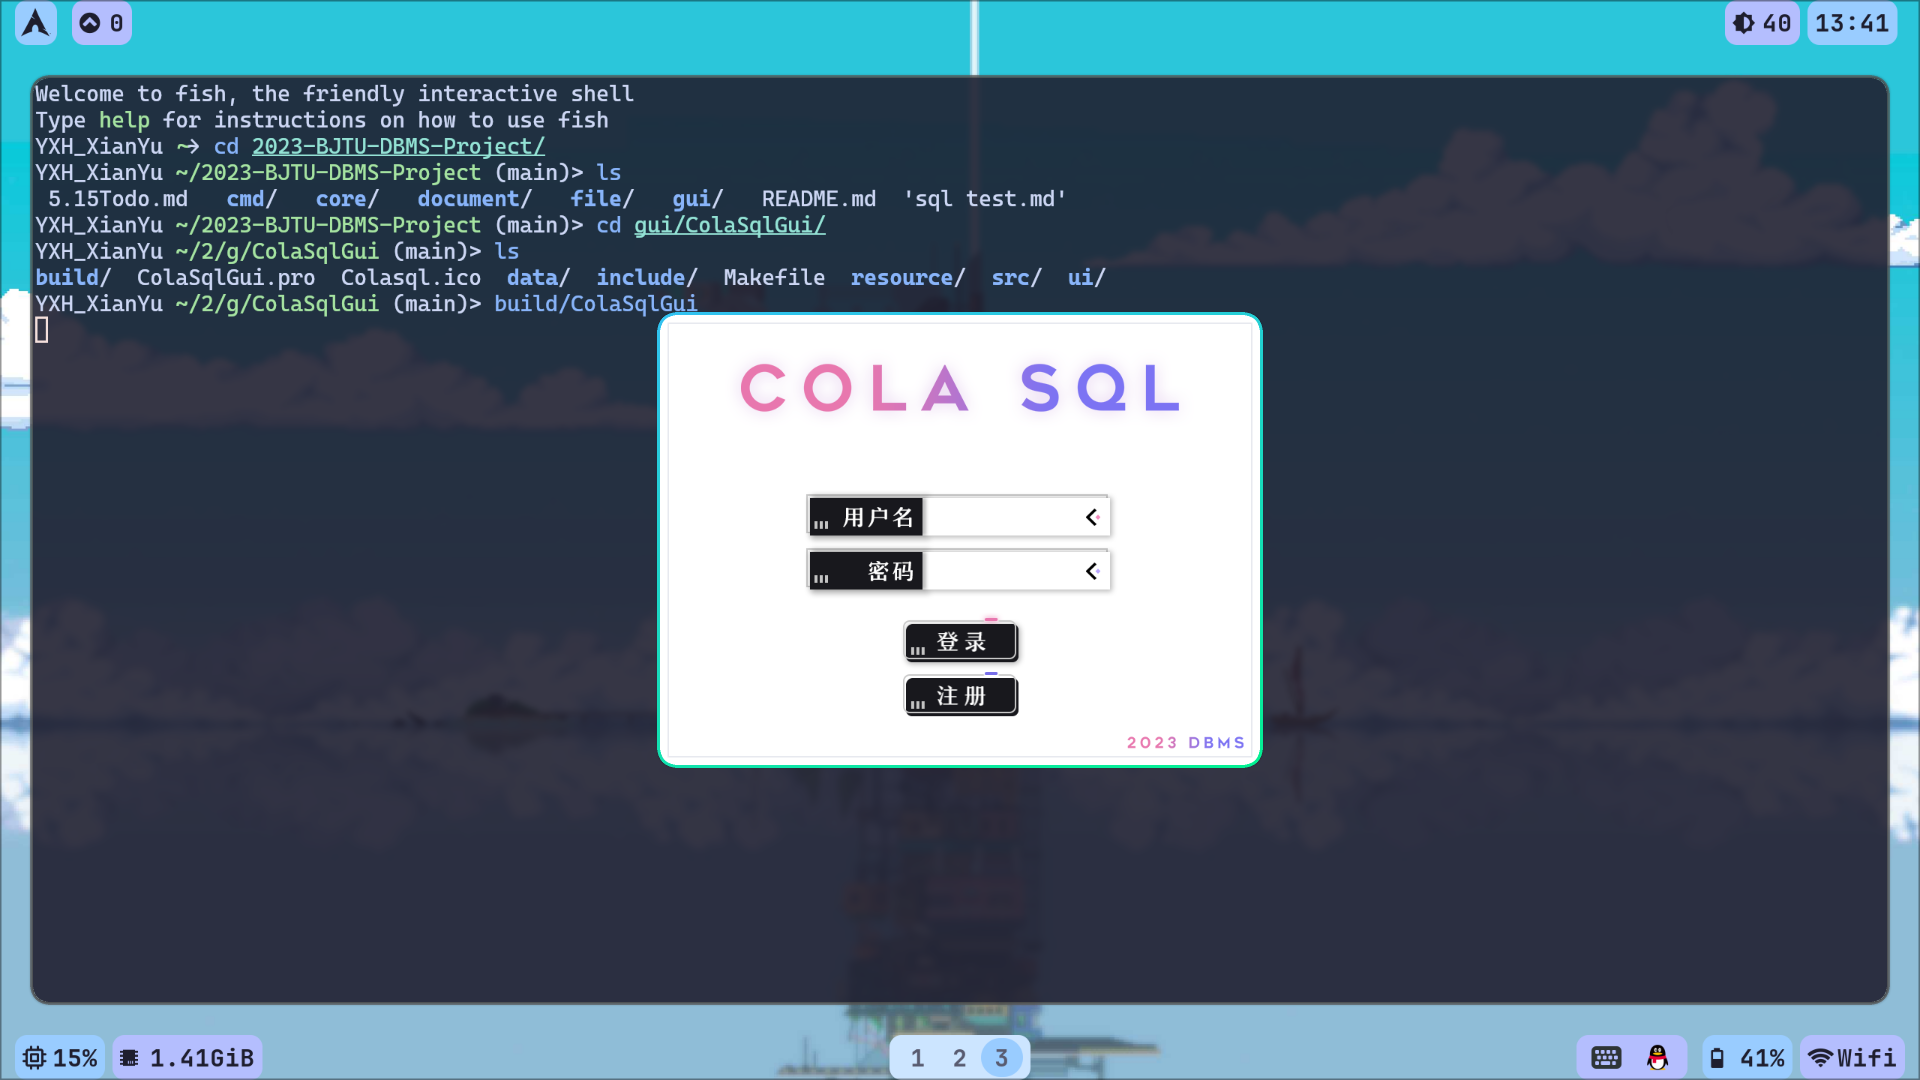 0
40
13:41
Welcome to fish, the friendly interactive shell
Type help for instructions on how to use fish
YXH_XianYu ~> cd 2023-BJTU-DBMS-Project/
YXH_XianYu ~/2023-BJTU-DBMS-Project (main)> ls
5.15Todo.md cmd/ core/ document/ file/ gui/ README.md 'sql test.md'
YXH_XianYu ~/2023-BJTU-DBMS-Project (main)> cd gui/ColaSqlGui/
YXH_XianYu ~/2/g/ColaSqlGui (main)> ls
build/ ColaSqlGui.pro Colasql.ico data/ include/ Makefile resource/ src/ ui/
YXH_XianYu ~/2/g/ColaSqlGui (main)> build/ColaSqlGui
COLA SQL
用户名
密码
登录
注册
2023 DBMS
15%
1.41GiB
1 2 3
41%
Wifi